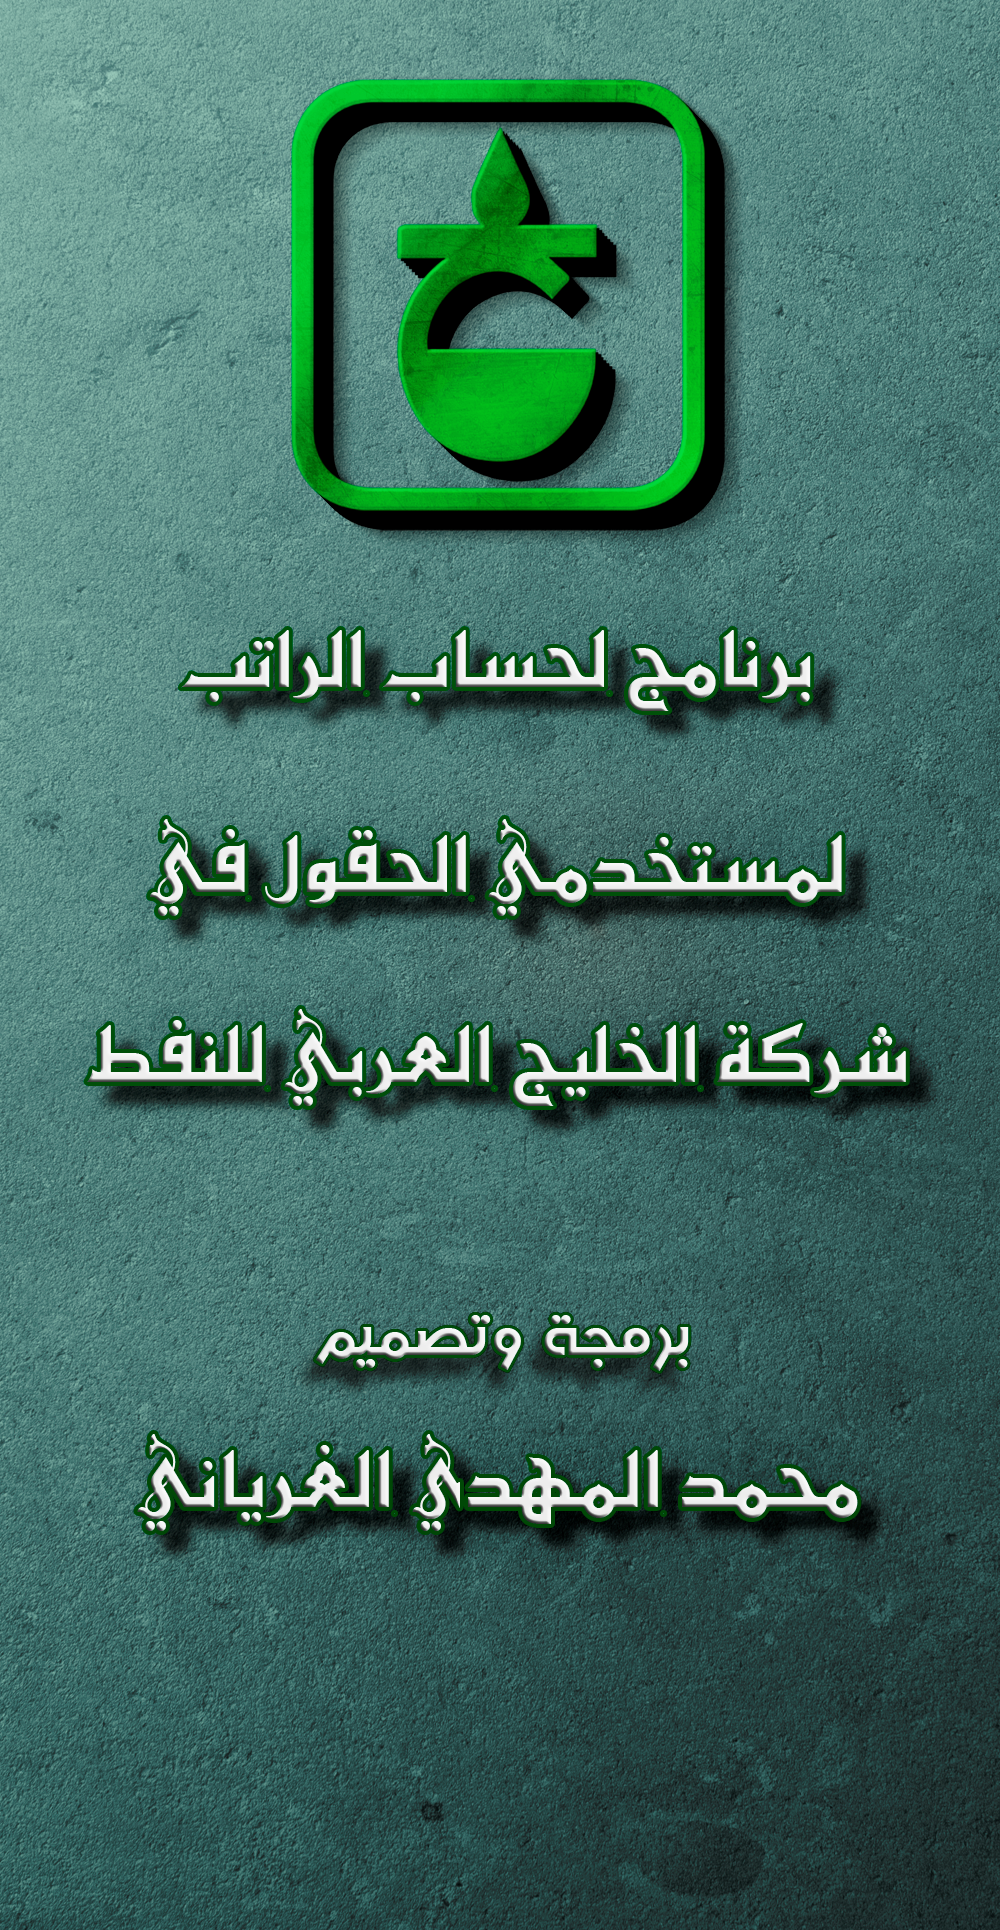 برنامج لحساب الراتب
لمستخدمي الحقول في
شركة الخليج العربي للنفط
برمجة وتصميم
محمد المهدي الغرياني